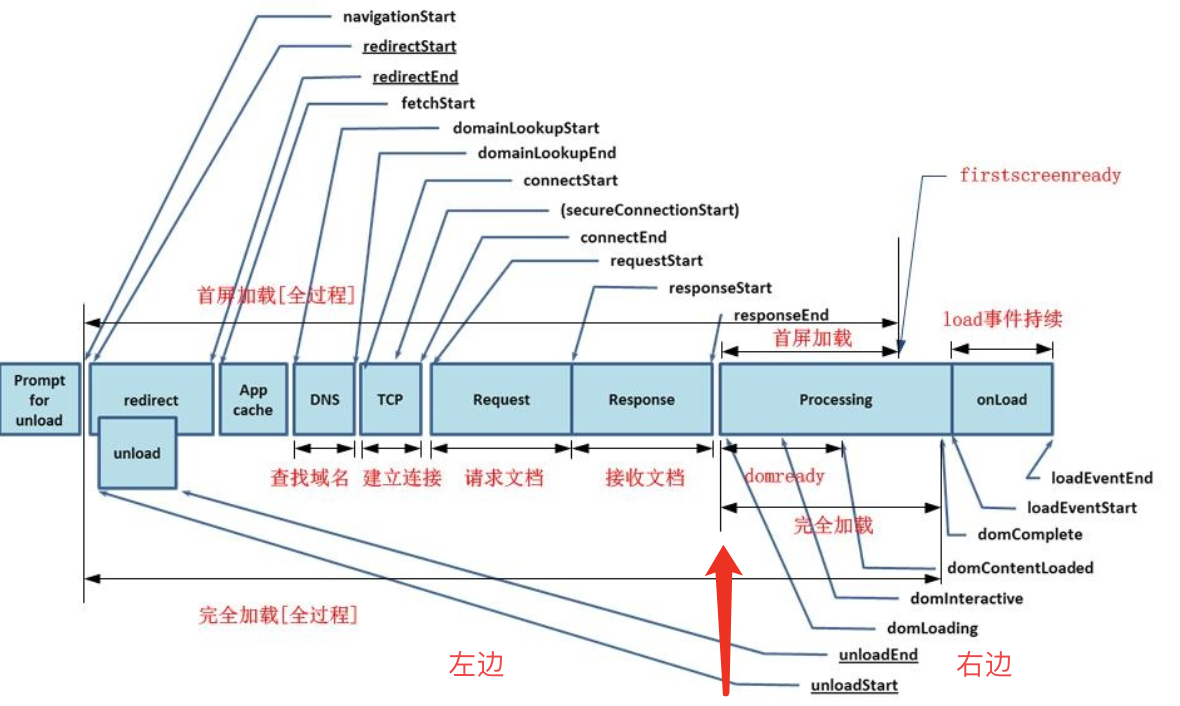 navigationStart
redirectStart
redirectEnd
fetchStart
domainLookupStart
domainLookupEnd
connectStart
firstscreenready
(secureConnectionStart)
connectEnd
requestStart
responseStart
首屏加载[全过程]
responseEnd
load事件持续
首屏加载
Prompt
for
unload
redirect
App
cache
DNS
TCP
Request
Response
Processing
onLoad
unload
查找域名
建立连接
请求文档
接收文档
domready
loadEventEnd
loadEventStart
完全加载
domComplete
domContentLoaded
domInteractive
完全加载[全过程]
domLoading
unloadEnd
左边
右边
unloadStart